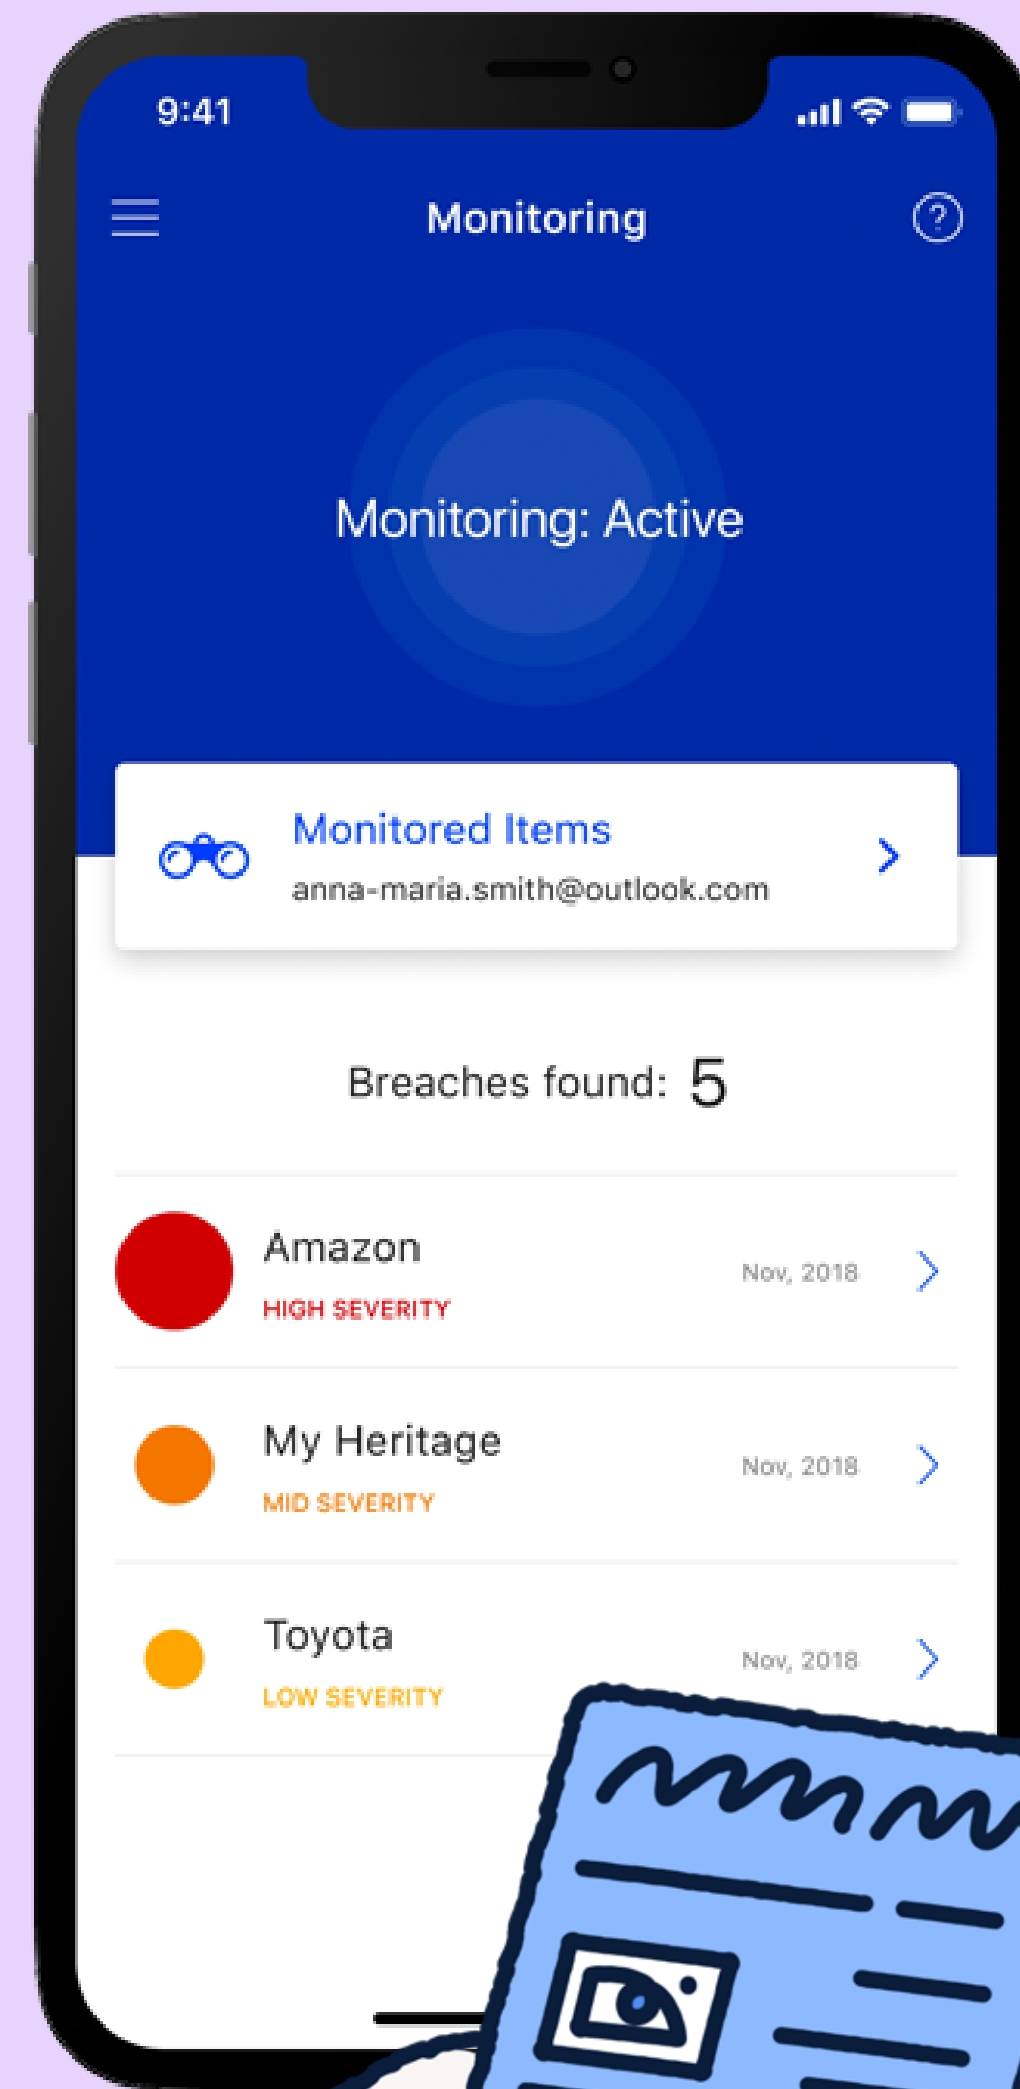 9:41
Monitoring
?
Monitoring: Active
Monitored Items
anna-maria.smith@outlook.com
Breaches found: 5
Amazon
Nov, 2018
HIGH SEVERITY
My Heritage
Nov, 2018
MID SEVERITY
Toyota
Nov, 2018
LOW SEVERITY